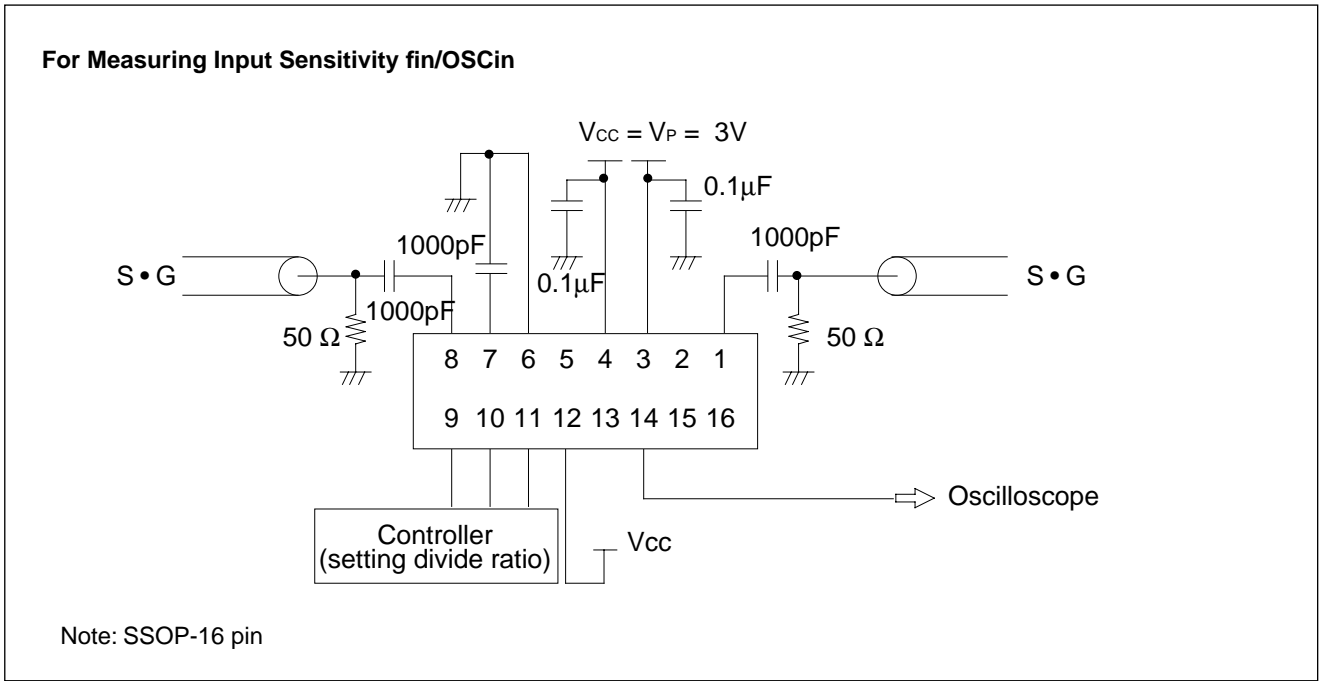 For Measuring Input Sensitivity fin/OSCin
VCC = VP = 3V
0.1µF
1000pF
1000pF
S • G
0.1µF
S • G
1000pF
50 Ω
50 Ω
8 7 6 5 4 3 2 1
9 10 11 12 13 14 15 16
Oscilloscope
Controller
(setting divide ratio)
Vcc
Note: SSOP-16 pin